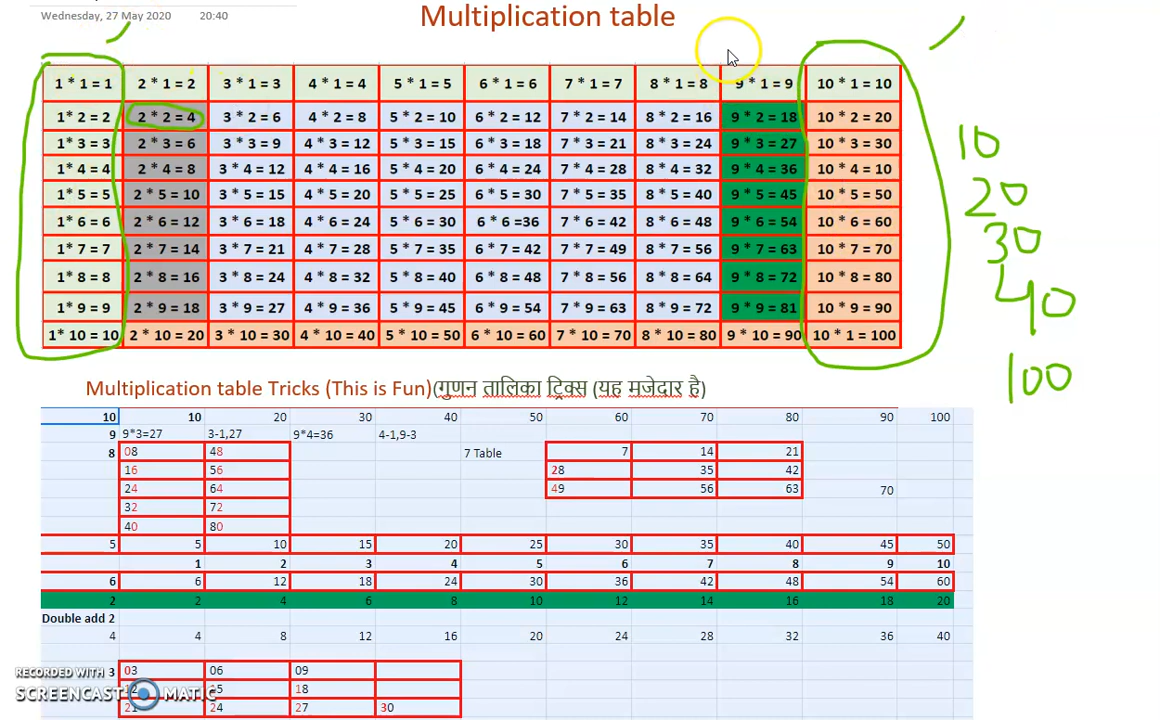 Wednesday, 27 May 2020 20:40
Multiplication table
1 * 1 = 1 2 * 1 = 2 3 * 1 = 3 4 * 1 = 4 5 * 1 = 5 6 * 1 = 6 7 * 1 = 7 8 * 1 = 8 9 * 1 = 9 10 * 1 = 10
1* 2 = 2 2 * 2 = 4 3 * 2 = 6 4 * 2 = 8 5 * 2 = 10 6 * 2 = 12 7 * 2 = 14 8 * 2 = 16 9 * 2 = 18 10 * 2 = 20
1* 3 = 3 2 * 3 = 6 3 * 3 = 9 4 * 3 = 12 5 * 3 = 15 6 * 3 = 18 7 * 3 = 21 8 * 3 = 24 9 * 3 = 27 10 * 3 = 30
1* 4 = 4 2 * 4 = 8 3 * 4 = 12 4 * 4 = 16 5 * 4 = 20 6 * 4 = 24 7 * 4 = 28 8 * 4 = 32 9 * 4 = 36 10 * 4 = 10
1* 5 = 5 2 * 5 = 10 3 * 5 = 15 4 * 5 = 20 5 * 5 = 25 6 * 5 = 30 7 * 5 = 35 8 * 5 = 40 9 * 5 = 45 10 * 5 = 50
1* 6 = 6 2 * 6 = 12 3 * 6 = 18 4 * 6 = 24 5 * 6 = 30 6 * 6 =36 7 * 6 = 42 8 * 6 = 48 9 * 6 = 54 10 * 6 = 60
1* 7 = 7 2 * 7 = 14 3 * 7 = 21 4 * 7 = 28 5 * 7 = 35 6 * 7 = 42 7 * 7 = 49 8 * 7 = 56 9 * 7 = 63 10 * 7 = 70
1* 8 = 8 2 * 8 = 16 3 * 8 = 24 4 * 8 = 32 5 * 8 = 40 6 * 8 = 48 7 * 8 = 56 8 * 8 = 64 9 * 8 = 72 10 * 8 = 80
1* 9 = 9 2 * 9 = 18 3 * 9 = 27 4 * 9 = 36 5 * 9 = 45 6 * 9 = 54 7 * 9 = 63 8 * 9 = 72 9 * 9 = 81 10 * 9 = 90
1* 10 = 10 2 * 10 = 20 3 * 10 = 30 4 * 10 = 40 5 * 10 = 50 6 * 10 = 60 7 * 10 = 70 8 * 10 = 80 9 * 10 = 90 10 * 1 = 100
10
20
30
40
100
Multiplication table Tricks (This is Fun)(गुणन तालिका ट्रिक्स (यह मजेदार है)
10 10 20 30 40 50 60 70 80 90 100
9 9*3=27 3-1,27 9*4=36 4-1,9-3
8 08 48 7 Table 7 14 21
16 56 28 35 42
24 64 49 56 63 70
32 72
40 80
5 5 10 15 20 25 30 35 40 45 50
1 2 3 4 5 6 7 8 9 10
6 6 12 18 24 30 36 42 48 54 60
2 2 4 6 8 10 12 14 16 18 20
Double add 2
4 4 8 12 16 20 24 28 32 36 40
3 03 06 09
12 15 18
21 24 27 30
RECORDED WITH
SCREENCAST MATIC